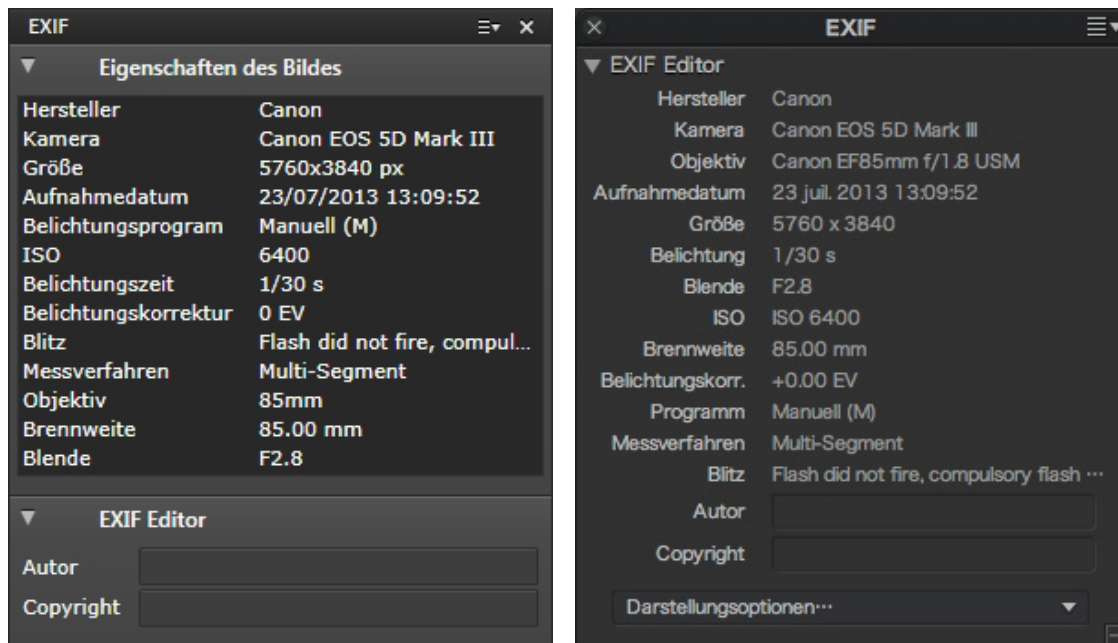 EXIF
Eigenschaften des Bildes
Hersteller Canon
Kamera Canon EOS 5D Mark III
Größe 5760x3840 px
Aufnahmedatum 23/07/2013 13:09:52
Belichtungsprogram Manuell (M)
ISO 6400
Belichtungszeit 1/30 s
Belichtungskorrektur 0 EV
Blitz Flash did not fire, compul...
Messverfahren Multi-Segment
Objektiv 85mm
Brennweite 85.00 mm
Blende F2.8
EXIF Editor
Autor
Copyright
EXIF
EXIF Editor
Hersteller Canon
Kamera Canon EOS 5D Mark III
Objektiv Canon EF85mm f/1.8 USM
Aufnahmedatum 23 juil. 2013 13:09:52
Größe 5760 x 3840
Belichtung 1/30 s
Blende F2.8
ISO ISO 6400
Brennweite 85.00 mm
Belichtungskorr. +0.00 EV
Programm Manuell (M)
Messverfahren Multi-Segment
Blitz Flash did not fire, compulsory flash ···
Autor
Copyright
Darstellungsoptionen···